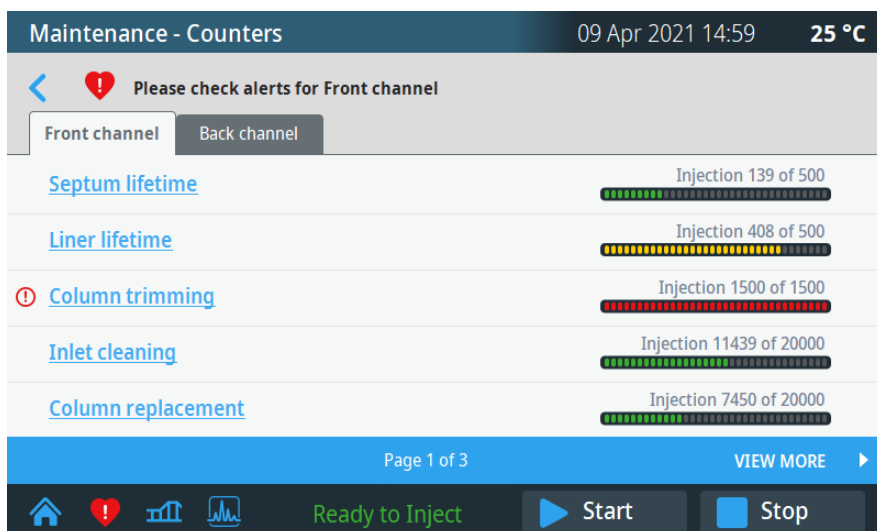 Maintenance - Counters 09 Apr 2021 14:59 25 °C
Please check alerts for Front channel
Front channel Back channel
Septum lifetime Injection 139 of 500
Liner lifetime Injection 408 of 500
Column trimming Injection 1500 of 1500
Inlet cleaning Injection 11439 of 20000
Column replacement Injection 7450 of 20000
Page 1 of 3 VIEW MORE
Ready to Inject Start Stop